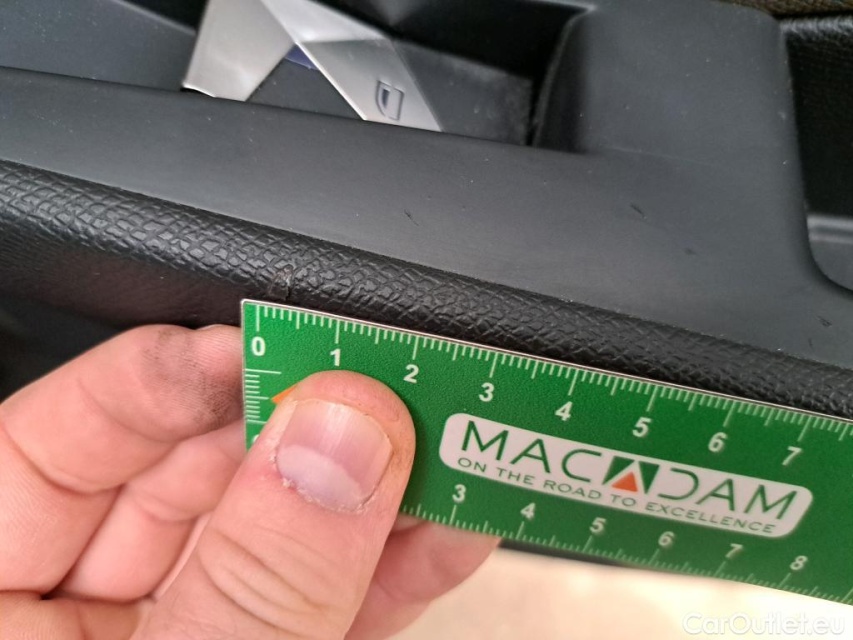 0 1 2 3 4 5 6 7
MACADAM
ON THE ROAD TO EXCELLENCE
3 4 5 6 7 8
CarOutlet.eu